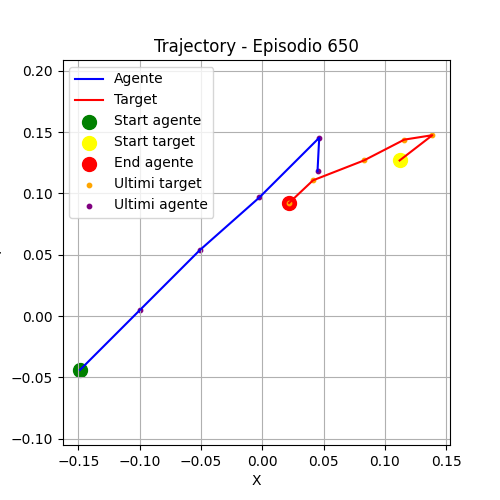 Trajectory - Episodio 650
Agente
Target
Start agente
Start target
End agente
Ultimi target
Ultimi agente
0.20
0.15
0.10
0.05
0.00
−0.05
−0.10
−0.15
−0.10
−0.05
0.00
0.05
0.10
0.15
X